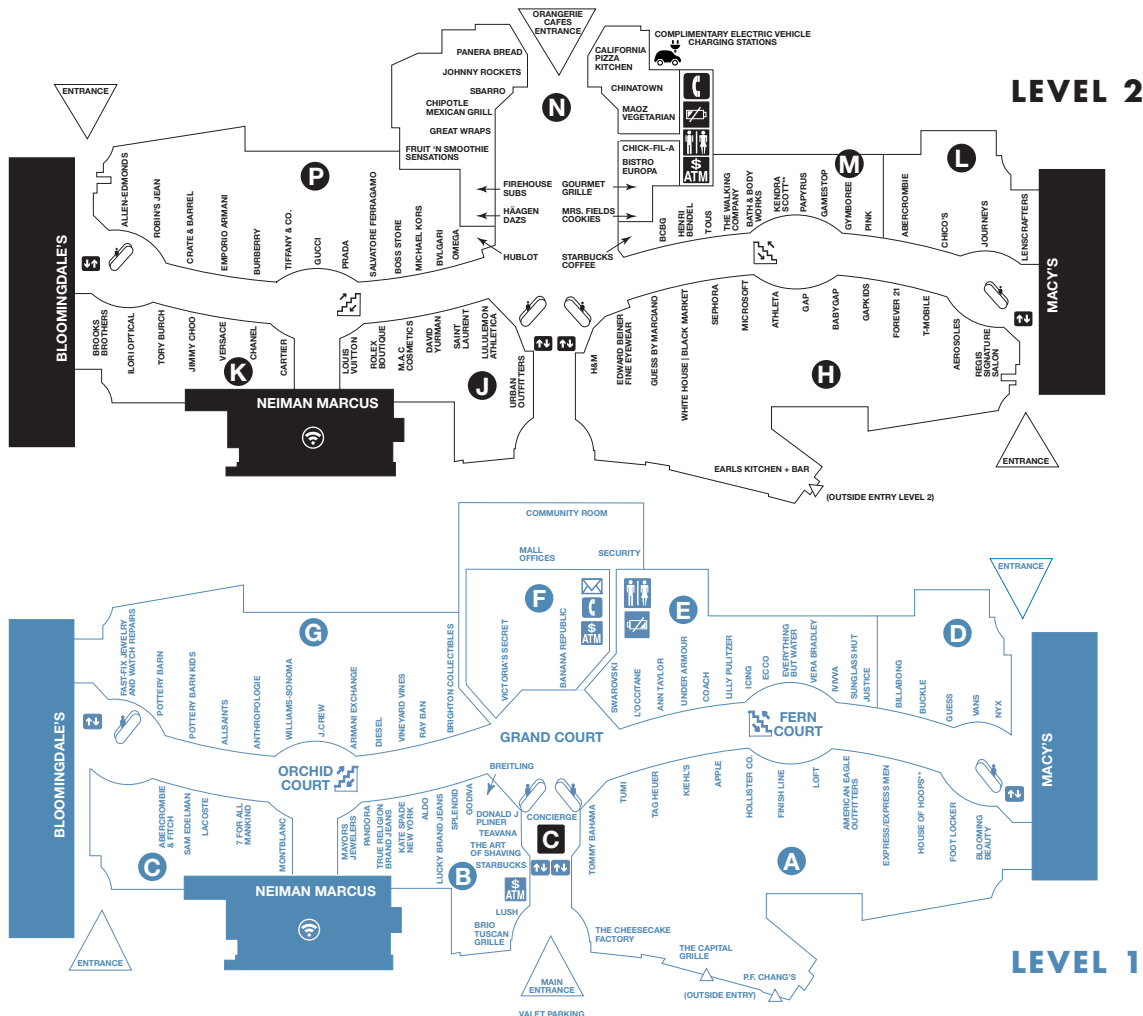 ORANGERIE
CAFES
ENTRANCE
COMPLIMENTARY ELECTRIC VEHICLE
CHARGING STATIONS
LEVEL 2
ENTRANCE
PANERA BREAD
JOHNNY ROCKETS
SBARRO
CHIPOTLE
MEXICAN GRILL
GREAT WRAPS
FRUIT ‘N SMOOTHIE
SENSATIONS
N
CALIFORNIA
PIZZA
KITCHEN
CHINATOWN
MAOZ
VEGETARIAN
CHICK-FIL-A
BISTRO
EUROPA
$
ATM
FIREHOUSE
SUBS
HÄAGEN
DAZS
HUBLOT
GOURMET
GRILLE
MRS. FIELDS
COOKIES
STARBUCKS
COFFEE
BLOOMINGDALE'S
P
ALLEN-EDMONDS
ROBIN'S JEAN
CRATE & BARREL
EMPORIO ARMANI
BURBERRY
TIFFANY & CO.
GUCCI
PRADA
SALVATORE FERRAGAMO
BOSS STORE
MICHAEL KORS
BVLGARI
OMEGA
BCBG
HENRI
BENDEL
TOUS
THE WALKING
COMPANY
BATH & BODY
WORKS
KENDRA
SCOTT**
PAPYRUS
GAMESTOP
GYMBOREE
PINK
M
L
ABERCROMBIE
CHICO'S
JOURNEYS
LENSCRAFTERS
MACY'S
BROOKS
BROTHERS
ILORI OPTICAL
TORY BURCH
JIMMY CHOO
VERSACE
CHANEL
CARTIER
K
LOUIS
VUITTON
ROLEX
BOUTIQUE
M.A.C
COSMETICS
DAVID
YURMAN
SAINT
LAURENT
LULULEMON
ATHLETICA
URBAN
OUTFITTERS
J
NEIMAN MARCUS
H&M
EDWARD BEINER
FINE EYEWEAR
GUESS BY MARCIANO
WHITE HOUSE | BLACK MARKET
SEPHORA
MICROSOFT
ATHLETA
GAP
BABYGAP
GAPKIDS
FOREVER 21
T-MOBILE
AEROSOLES
REGIS
SIGNATURE
SALON
H
ENTRANCE
EARLS KITCHEN + BAR
(OUTSIDE ENTRY LEVEL 2)
COMMUNITY ROOM
MALL
OFFICES
SECURITY
ENTRANCE
F
E
$
ATM
G
D
BLOOMINGDALE'S
FAST-FIX JEWELRY
AND WATCH REPAIRS
POTTERY BARN
POTTERY BARN KIDS
ALLSAINTS
ANTHROPOLOGIE
WILLIAMS-SONOMA
J.CREW
ARMANI EXCHANGE
DIESEL
VINEYARD VINES
RAY BAN
BRIGHTON COLLECTIBLES
VICTORIA'S SECRET
BANANA REPUBLIC
SWAROVSKI
L'OCCITANE
ANN TAYLOR
UNDER ARMOUR
COACH
LILLY PULITZER
ICING
ECCO
EVERYTHING
BUT WATER
VERA BRADLEY
IVIVVA
SUNGLASS HUT
JUSTICE
BILLABONG
BUCKLE
GUESS
VANS
NYX
MACY'S
GRAND COURT
FERN
COURT
ORCHID
COURT
BREITLING
ABERCROMBIE
& FITCH
SAM EDELMAN
LACOSTE
7 FOR ALL
MANKIND
MONTBLANC
C
MAYORS
JEWELERS
PANDORA
TRUE RELIGION
BRAND JEANS
KATE SPADE
NEW YORK
ALDO
LUCKY BRAND JEANS
SPLENDID
GODIVA
DONALD J
PLINER
TEAVANA
THE ART
OF SHAVING
STARBUCKS
B
$
ATM
LUSH
BRIO
TUSCAN
GRILLE
CONCIERGE
C
NEIMAN MARCUS
TOMMY BAHAMA
TUMI
TAG HEUER
KIEHL'S
APPLE
HOLLISTER CO.
FINISH LINE
LOFT
AMERICAN EAGLE
OUTFITTERS
EXPRESS/EXPRESS MEN
HOUSE OF HOOPS**
FOOT LOCKER
BLOOMING
BEAUTY
A
ENTRANCE
THE CHEESECAKE
FACTORY
THE CAPITAL
GRILLE
P.F. CHANG'S
(OUTSIDE ENTRY)
MAIN
ENTRANCE
VALET PARKING
LEVEL 1